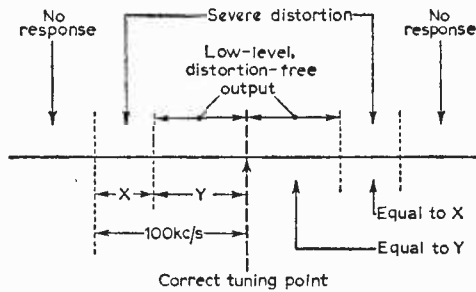 No
response
Severe distortion
No
response
Low-level,
distortion-free
output
X
Y
100kc/s
Equal to X
Equal to Y
Correct tuning point